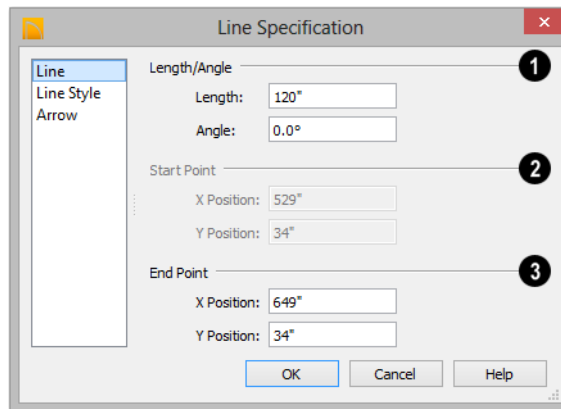 Line Specification
Line
Line Style
Arrow
Length/Angle
1
Length: 120"
Angle: 0.0°
Start Point
2
X Position: 529"
Y Position: 34"
End Point
3
X Position: 649"
Y Position: 34"
OK Cancel Help